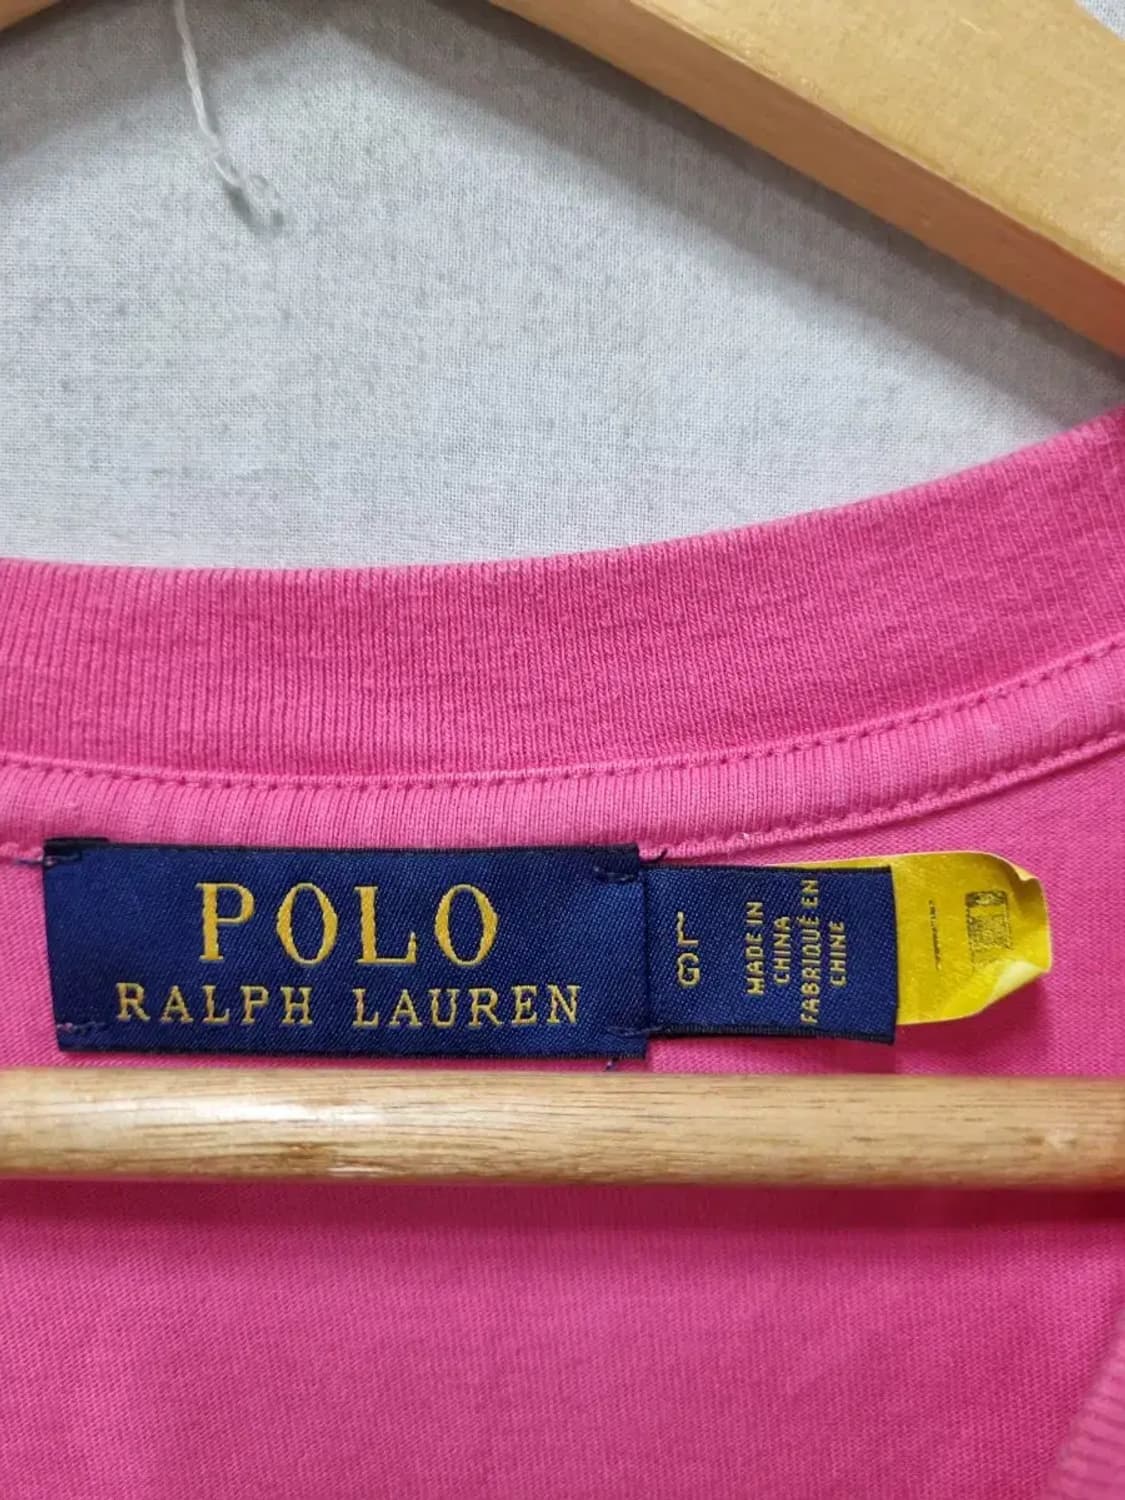 POLO
RALPH LAUREN
L
G
MADE IN
CHINA
FABRIQUÉ EN
CHINE